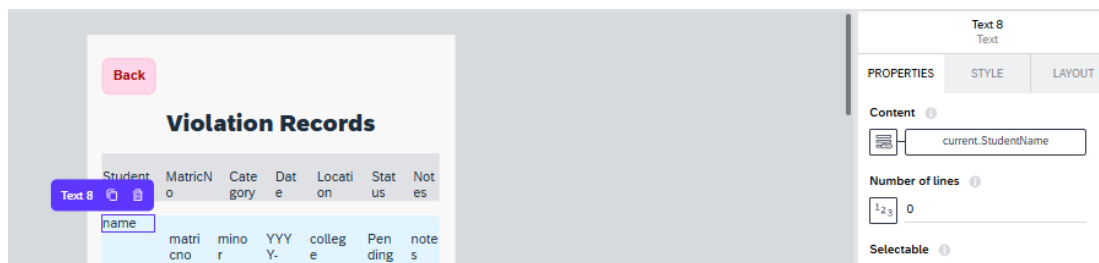 Text 8
Text
PROPERTIES STYLE LAYOUT
Back
Content
current.StudentName
Violation Records
Number of lines
Student MatricN Cate Dat Locati Stat Not
o gory e on us es
Text 8
123 0
name
matri mino YYY colleg Pen note
cno r Y- e ding s
Selectable